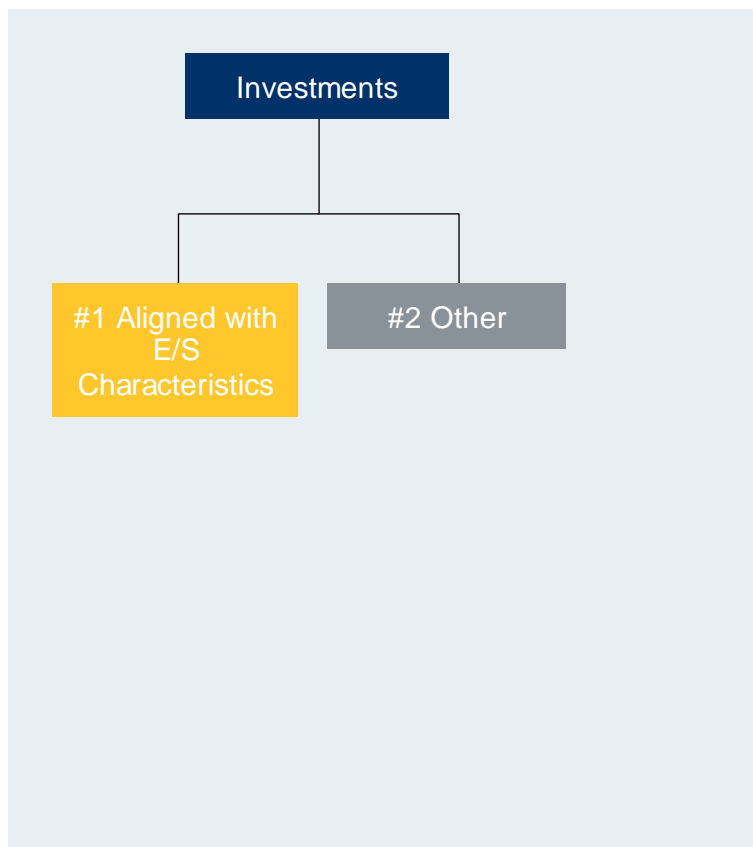 Investments
#1 Aligned with
E/S
Characteristics
#2 Other